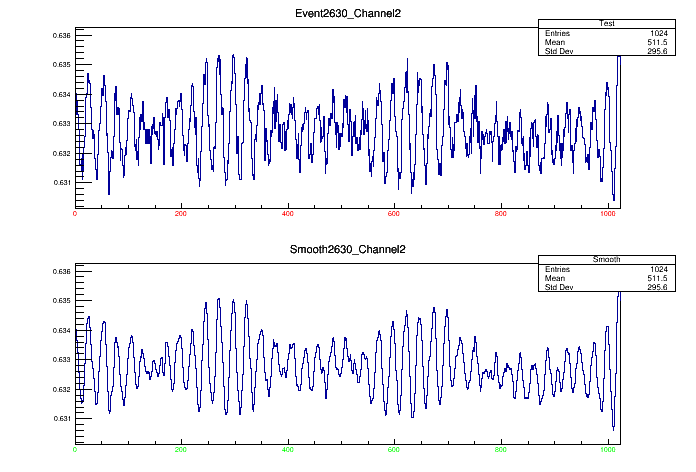 Event2630_Channel2
Test
Entries 1024
Mean 511.5
Std Dev 295.6
0.636
0.635
0.634
0.633
0.632
0.631
0 200 400 600 800 1000
Smooth2630_Channel2
Smooth
Entries 1024
Mean 511.5
Std Dev 295.6
0.636
0.635
0.634
0.633
0.632
0.631
0 200 400 600 800 1000